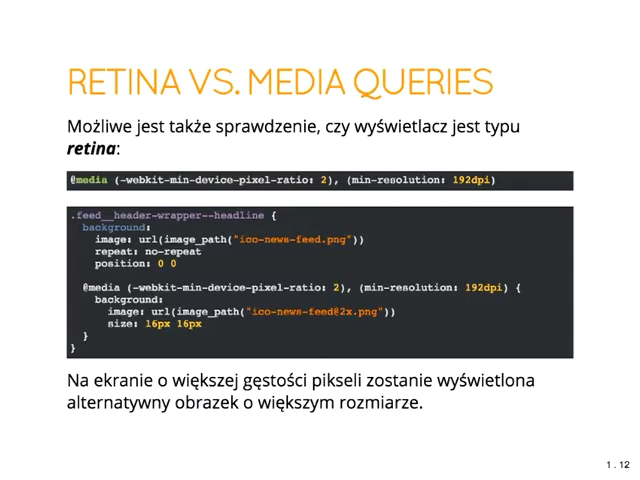 RETINA VS. MEDIA QUERIES
Możliwe jest także sprawdzenie, czy wyświetlacz jest typu
retina:
@media (-webkit-min-device-pixel-ratio: 2), (min-resolution: 192dpi)
.feed__header-wrapper--headline {
background:
image: url(image_path("ico-news-feed.png"))
repeat: no-repeat
position: 0 0
@media (-webkit-min-device-pixel-ratio: 2), (min-resolution: 192dpi) {
background:
image: url(image_path("ico-news-feed@2x.png"))
size: 16px 16px
}
}
Na ekranie o większej gęstości pikseli zostanie wyświetlona
alternatywny obrazek o większym rozmiarze.
1 . 12